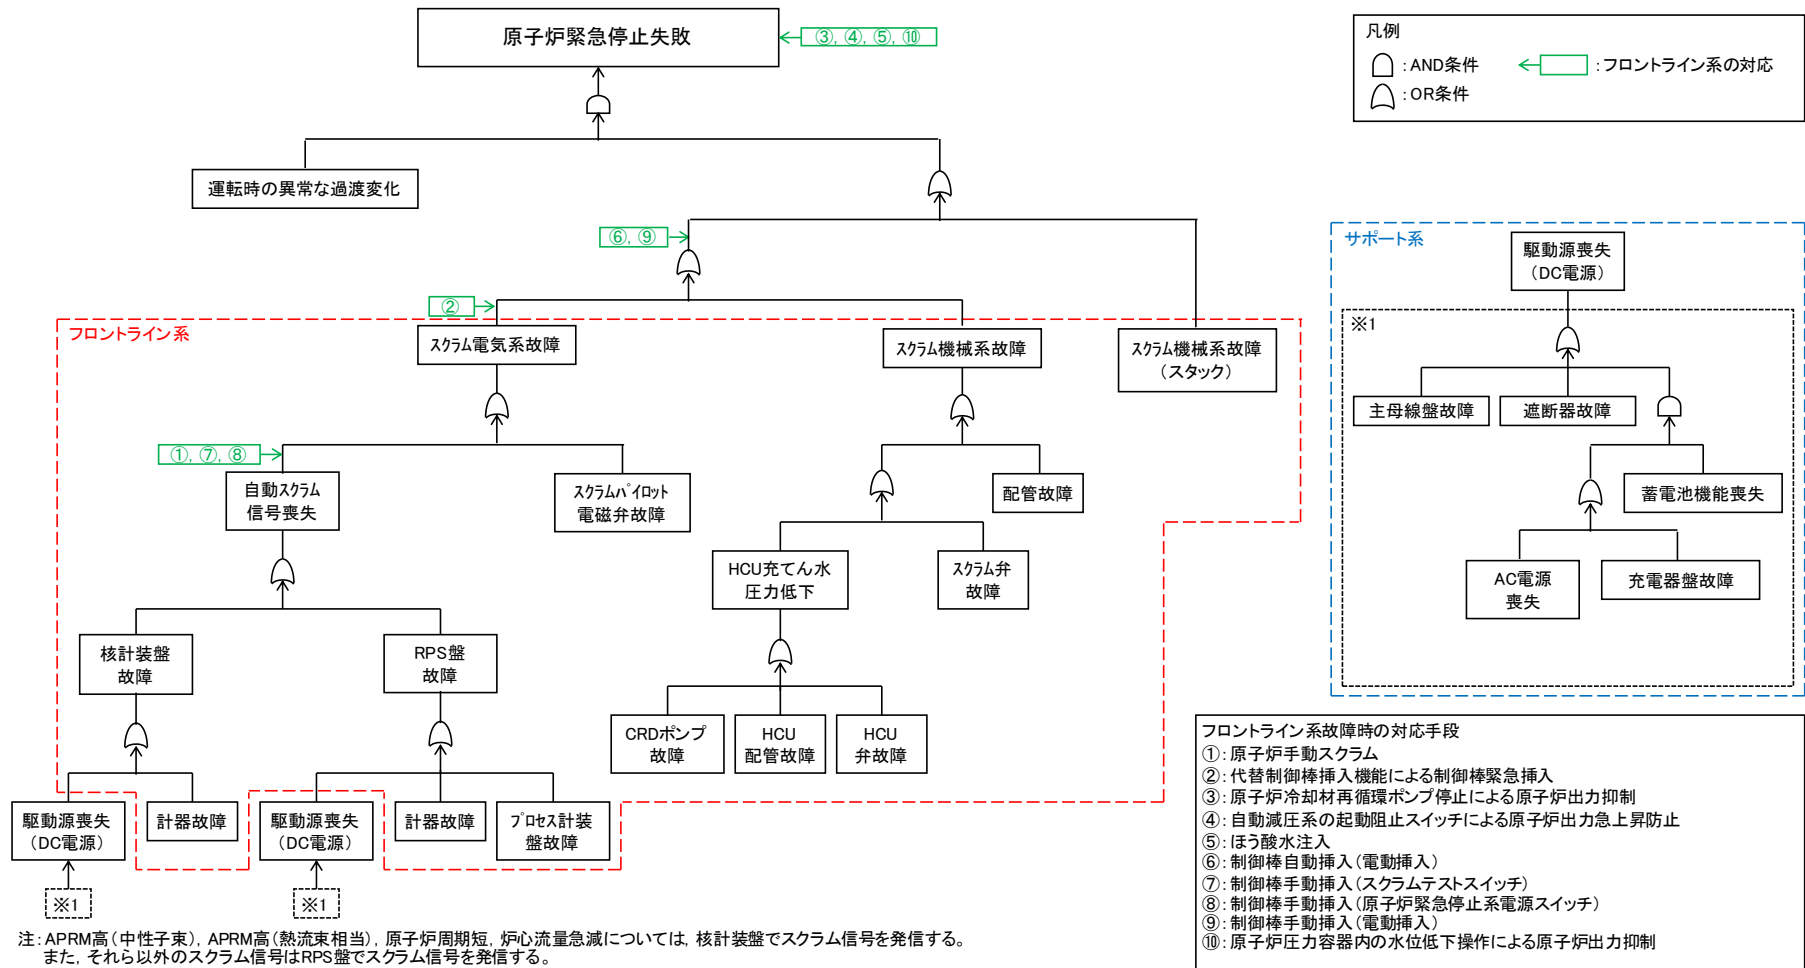 原子炉緊急停止失敗
③, ④, ⑤, ⑩
凡例
：AND条件
：フロントライン系の対応
：OR条件
運転時の異常な過渡変化
⑥, ⑨
サポート系
駆動源喪失
（DC電源）
②
※1
フロントライン系
スクラム電気系故障
スクラム機械系故障
スクラム機械系故障
（スタック）
主母線盤故障
遮断器故障
①, ⑦, ⑧
自動スクラム
信号喪失
スクラムパイロット
電磁弁故障
配管故障
蓄電池機能喪失
HCU充てん水
圧力低下
スクラム弁
故障
AC電源
喪失
充電器盤故障
核計装盤
故障
RPS盤
故障
CRDポンプ
故障
HCU
配管故障
HCU
弁故障
駆動源喪失
（DC電源）
計器故障
駆動源喪失
（DC電源）
計器故障
プロセス計装
盤故障
※1
※1
フロントライン系故障時の対応手段
①：原子炉手動スクラム
②：代替制御棒挿入機能による制御棒緊急挿入
③：原子炉冷却材再循環ポンプ停止による原子炉出力抑制
④：自動減圧系の起動阻止スイッチによる原子炉出力急上昇防止
⑤：ほう酸水注入
⑥：制御棒自動挿入（電動挿入）
⑦：制御棒手動挿入（スクラムテストスイッチ）
⑧：制御棒手動挿入（原子炉緊急停止系電源スイッチ）
⑨：制御棒手動挿入（電動挿入）
⑩：原子炉圧力容器内の水位低下操作による原子炉出力抑制
注：APRM高（中性子束），APRM高（熱流束相当），原子炉周期短，炉心流量急減については，核計装盤でスクラム信号を発信する。
また，それら以外のスクラム信号はRPS盤でスクラム信号を発信する。